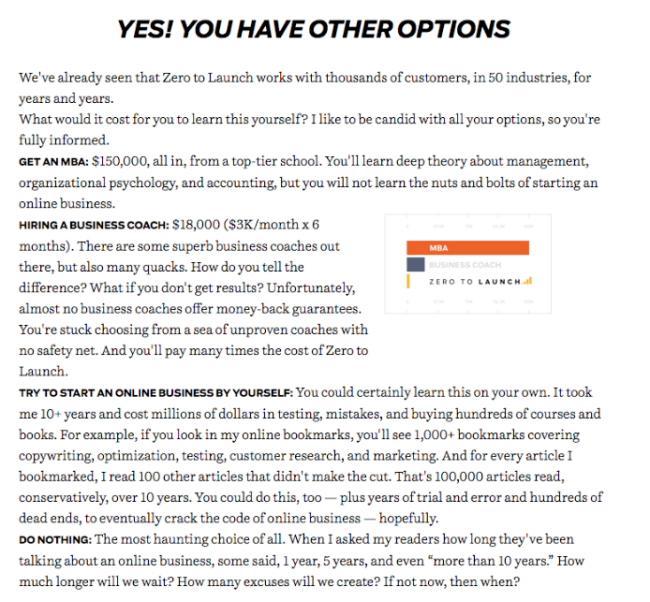 YES! YOU HAVE OTHER OPTIONS
We've already seen that Zero to Launch works with thousands of customers, in 50 industries, for
years and years.
What would it cost for you to learn this yourself? I like to be candid with all your options, so you're
fully informed.
GET AN MBA: $150,000, all in, from a top-tier school. You'll learn deep theory about management,
organizational psychology, and accounting, but you will not learn the nuts and bolts of starting an
online business.
HIRING A BUSINESS COACH: $18,000 ($3K/month x 6
months). There are some superb business coaches out
there, but also many quacks. How do you tell the
difference? What if you don't get results? Unfortunately,
almost no business coaches offer money-back guarantees.
You're stuck choosing from a sea of unproven coaches with
no safety net. And you'll pay many times the cost of Zero to
Launch.
MBA
BUSINESS COACH
ZERO TO LAUNCH
TRY TO START AN ONLINE BUSINESS BY YOURSELF: You could certainly learn this on your own. It took
me 10+ years and cost millions of dollars in testing, mistakes, and buying hundreds of courses and
books. For example, if you look in my online bookmarks, you'll see 1,000+ bookmarks covering
copywriting, optimization, testing, customer research, and marketing. And for every article I
bookmarked, I read 100 other articles that didn't make the cut. That's 100,000 articles read,
conservatively, over 10 years. You could do this, too — plus years of trial and error and hundreds of
dead ends, to eventually crack the code of online business — hopefully.
DO NOTHING: The most haunting choice of all. When I asked my readers how long they've been
talking about an online business, some said, 1 year, 5 years, and even “more than 10 years.” How
much longer will we wait? How many excuses will we create? If not now, then when?